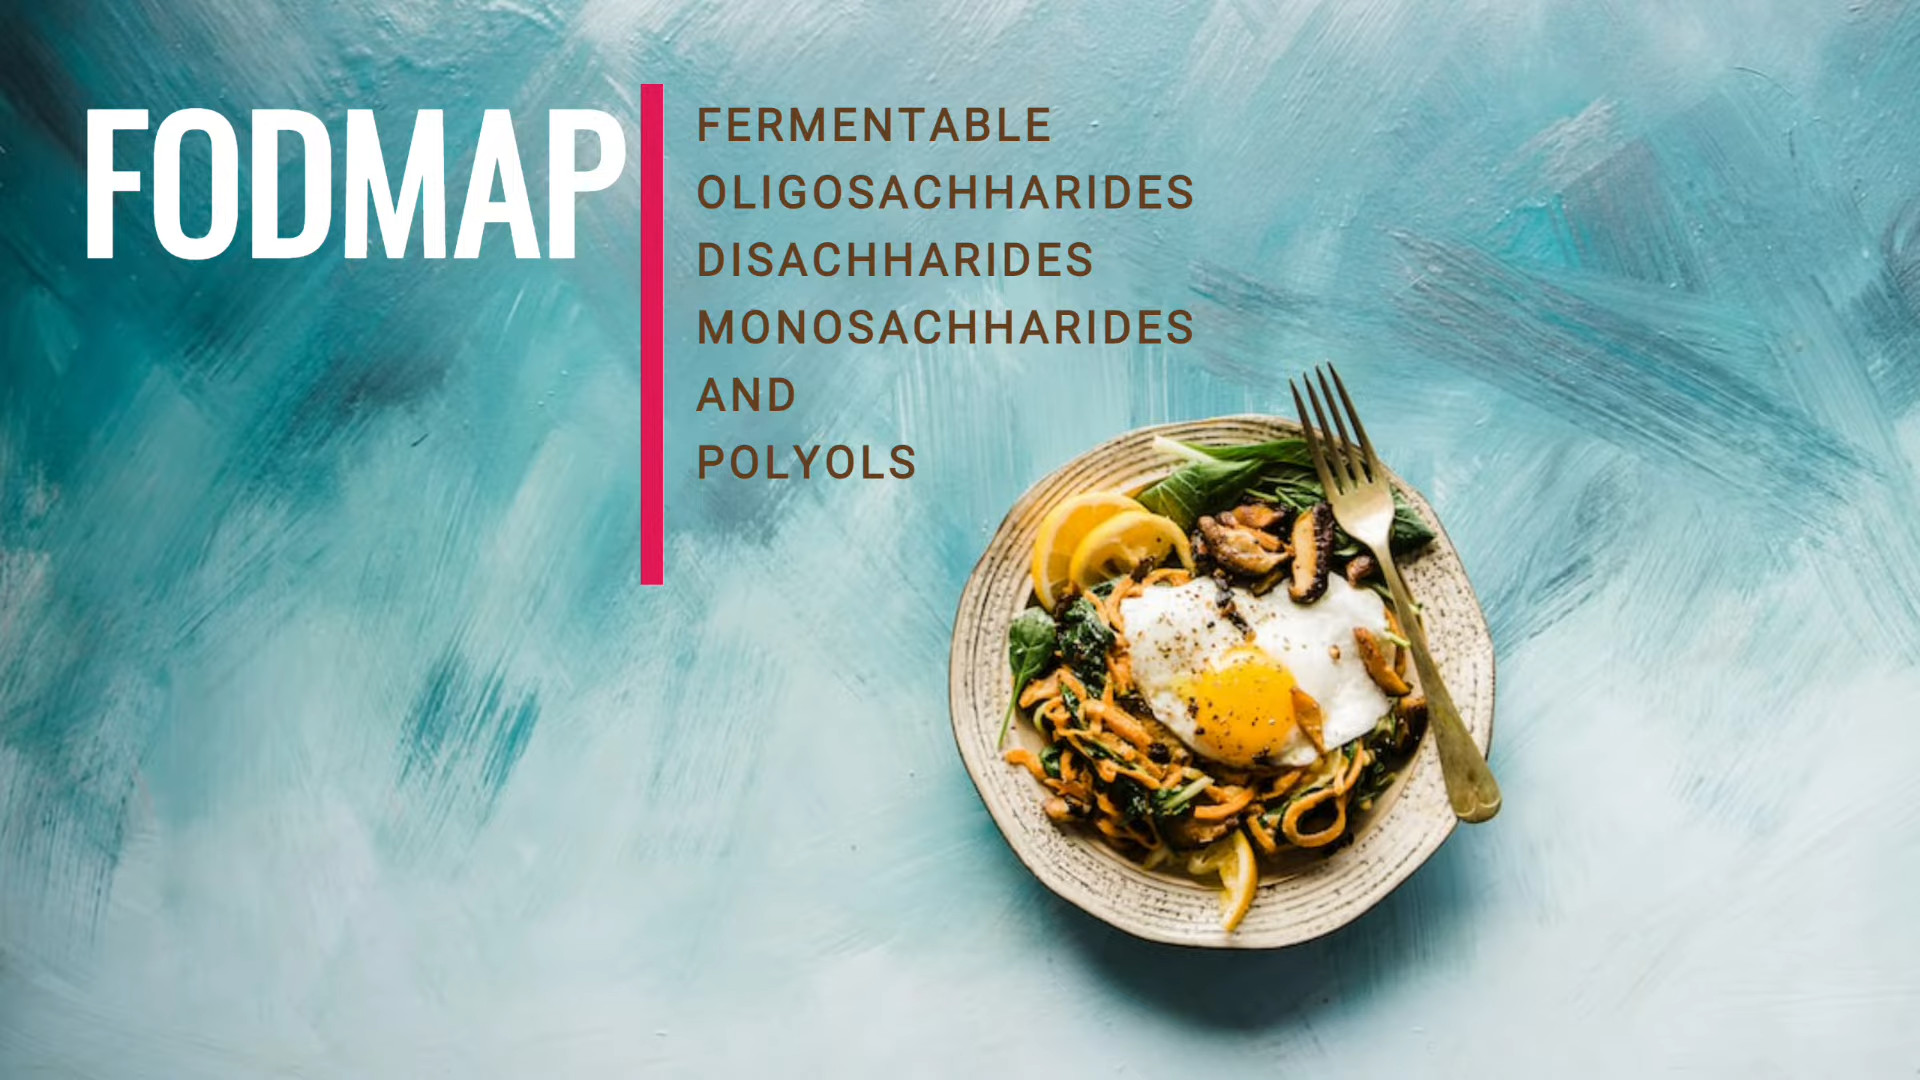 FODMAP
FERMENTABLE
OLIGOSACHHARIDES
DISACHHARIDES
MONOSACHHARIDES
AND
POLYOLS